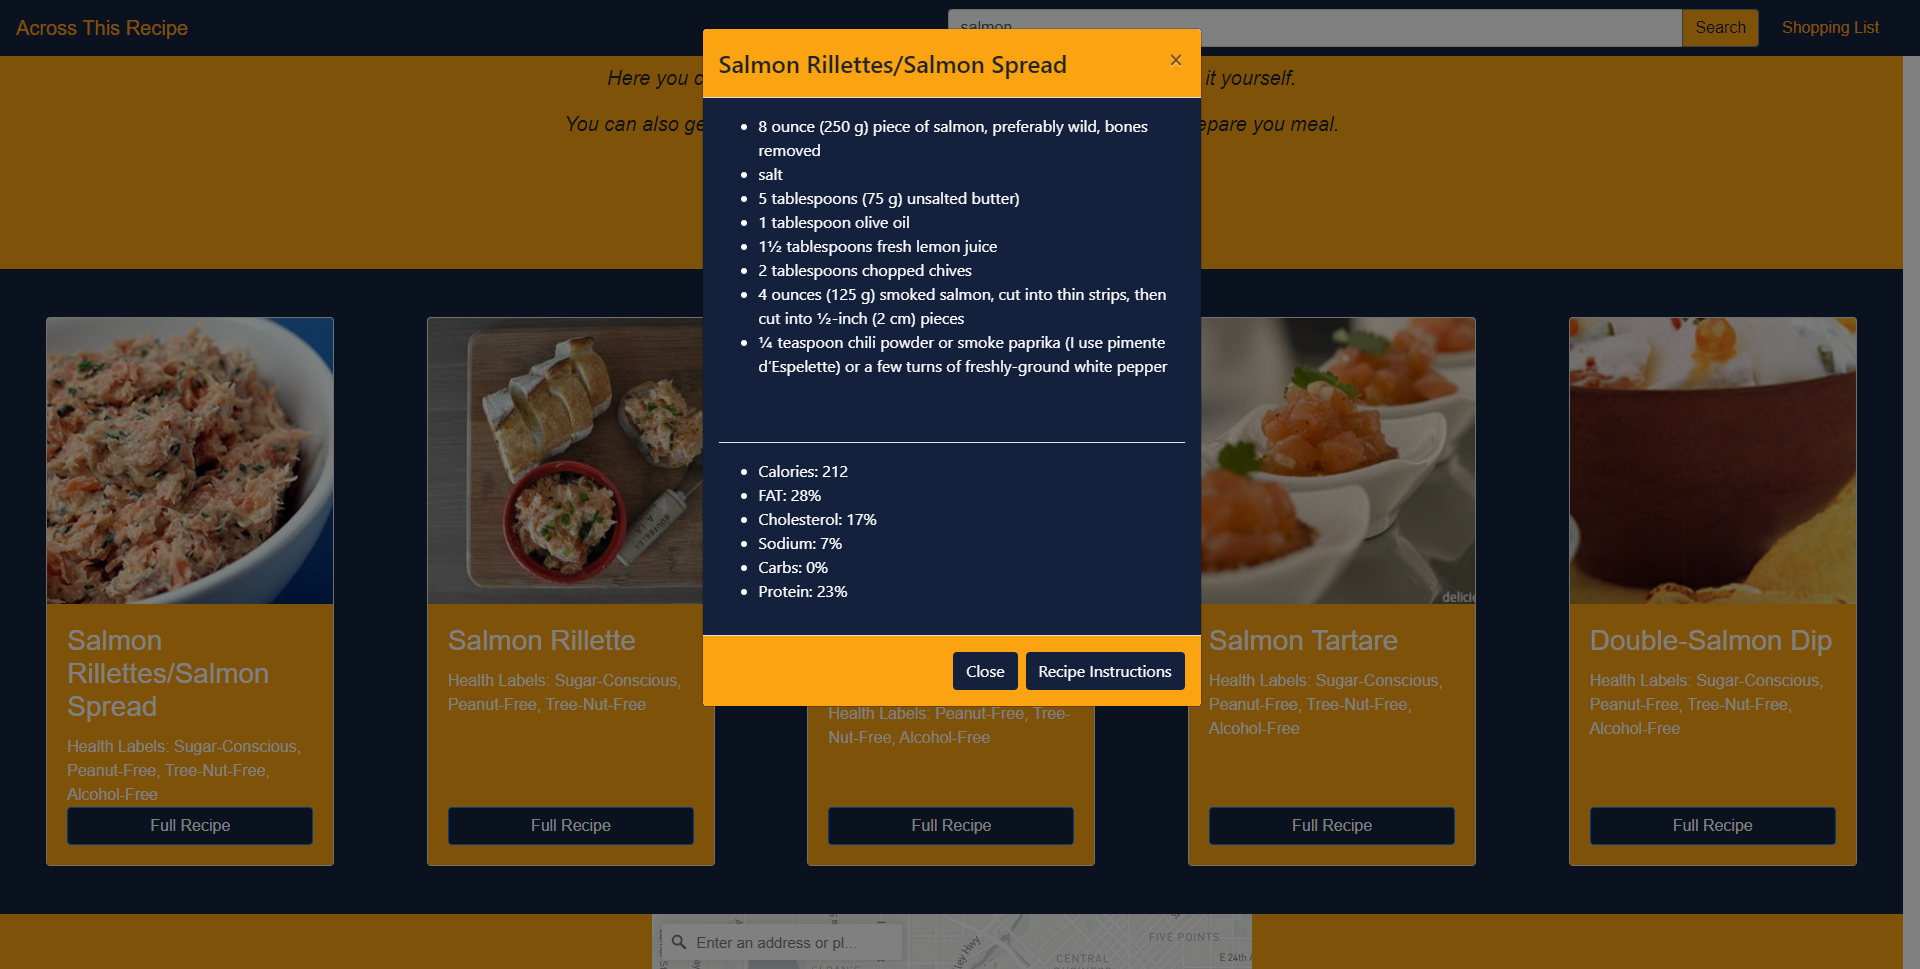 Across This Recipe
salmon
Search
Shopping List
Salmon Rillettes/Salmon Spread
×
Here you c
it yourself.
You can also ge
epare you meal.
8 ounce (250 g) piece of salmon, preferably wild, bones
removed
salt
5 tablespoons (75 g) unsalted butter)
1 tablespoon olive oil
1½ tablespoons fresh lemon juice
2 tablespoons chopped chives
4 ounces (125 g) smoked salmon, cut into thin strips, then
cut into ½-inch (2 cm) pieces
¼ teaspoon chili powder or smoke paprika (I use pimente
d’Espelette) or a few turns of freshly-ground white pepper
Calories: 212
FAT: 28%
Cholesterol: 17%
Sodium: 7%
Carbs: 0%
Protein: 23%
Close
Recipe Instructions
Salmon
Rillettes/Salmon
Spread
Health Labels: Sugar-Conscious,
Peanut-Free, Tree-Nut-Free,
Alcohol-Free
Full Recipe
Salmon Rillette
Health Labels: Sugar-Conscious,
Peanut-Free, Tree-Nut-Free
Full Recipe
Health Labels: Peanut-Free, Tree-
Nut-Free, Alcohol-Free
Full Recipe
delicio
Salmon Tartare
Health Labels: Sugar-Conscious,
Peanut-Free, Tree-Nut-Free,
Alcohol-Free
Full Recipe
Double-Salmon Dip
Health Labels: Sugar-Conscious,
Peanut-Free, Tree-Nut-Free,
Alcohol-Free
Full Recipe
Enter an address or pl...
FIVE POINTS
ley Hwy
CENTRAL
E 24th A